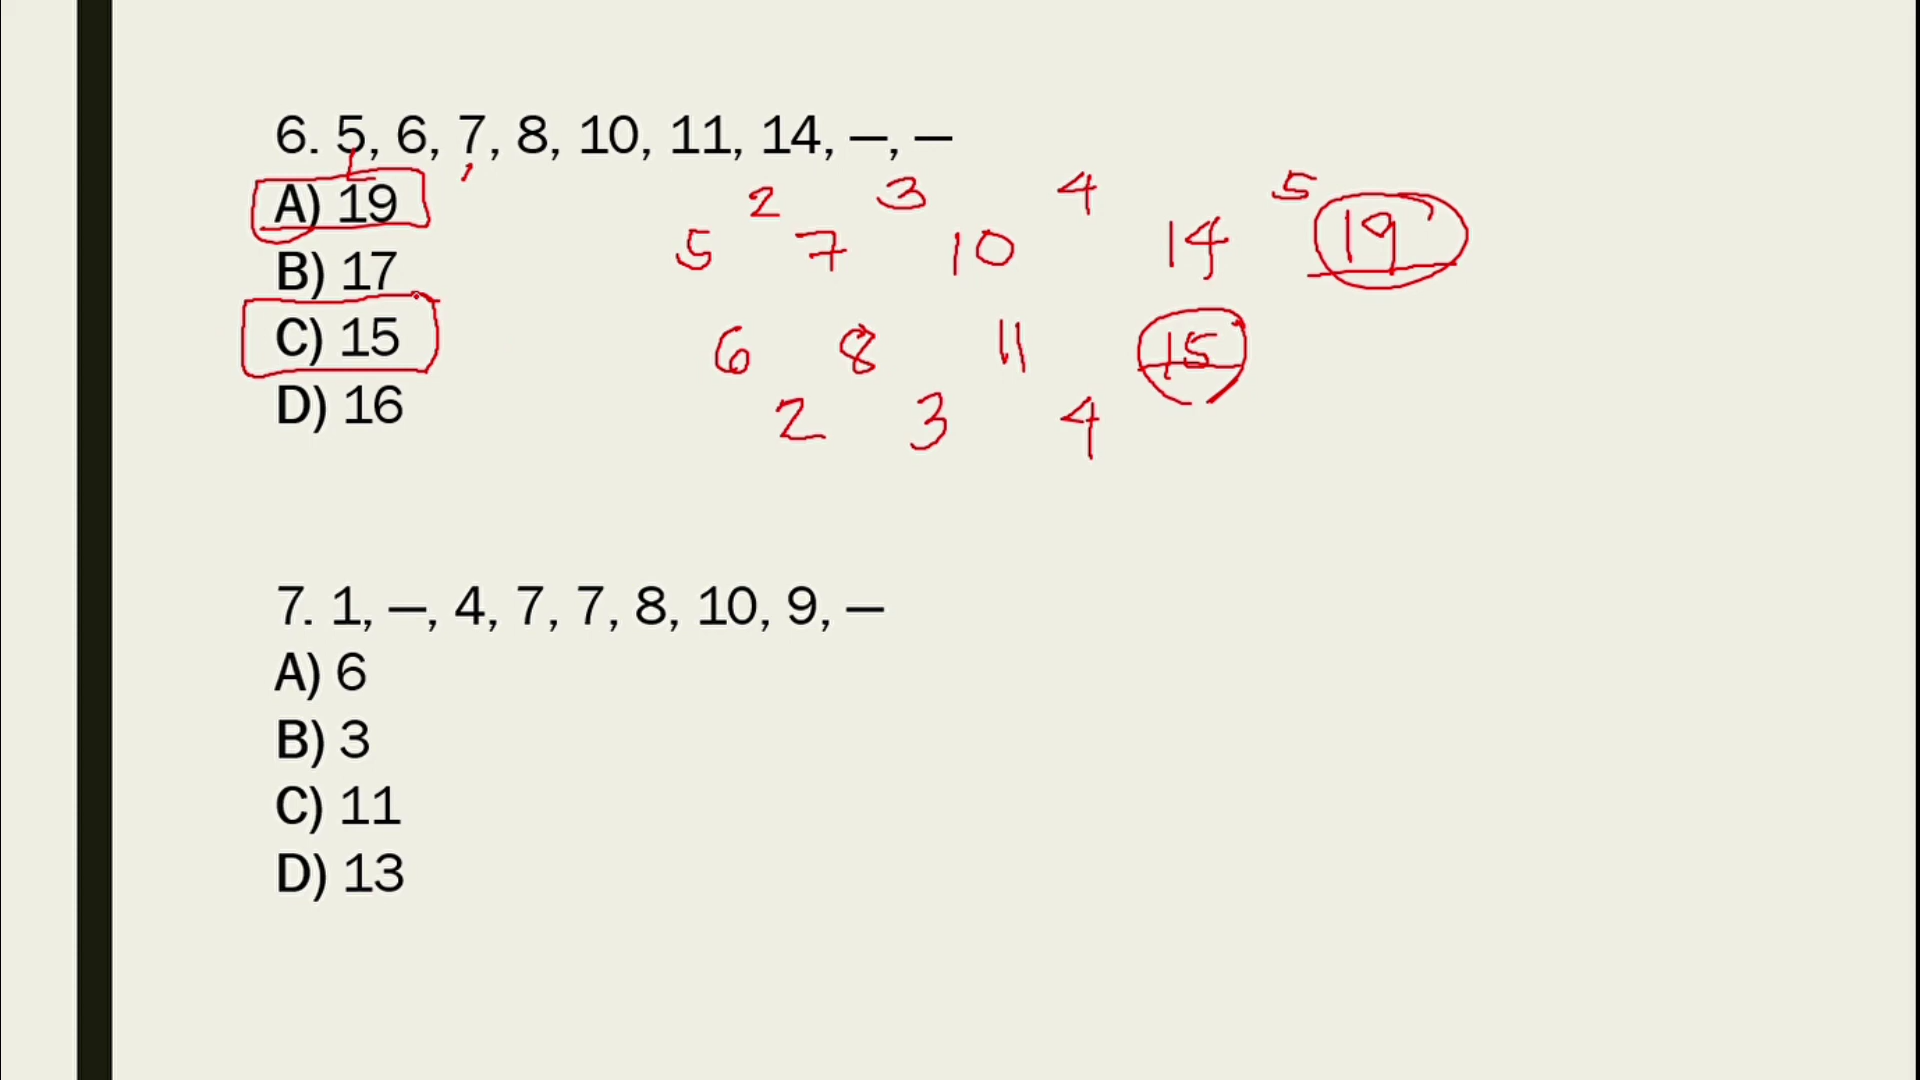 6. 5, 6, 7, 8, 10, 11, 14, —, —
A) 19
B) 17
C) 15
D) 16
2 3 4 5
5 7 10 14 19
6 8 11 15
2 3 4
7. 1, —, 4, 7, 7, 8, 10, 9, —
A) 6
B) 3
C) 11
D) 13